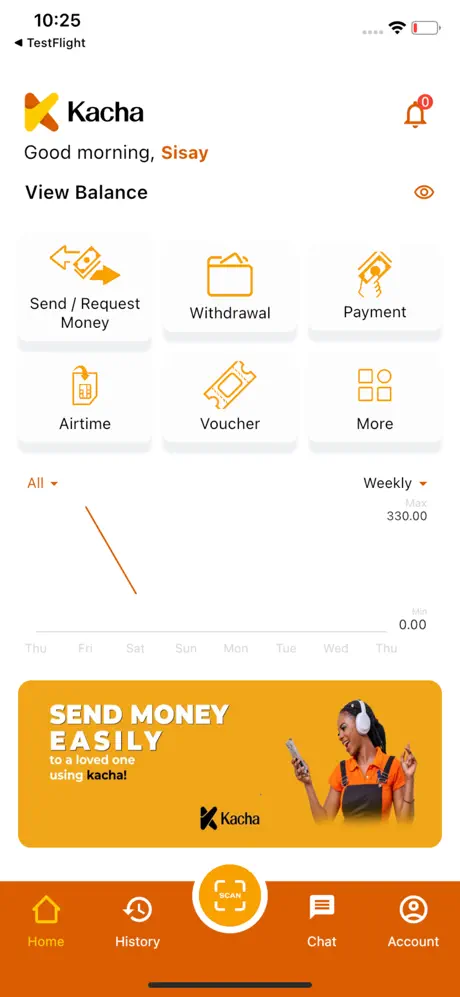 10:25
◀ TestFlight
Kacha
0
Good morning, Sisay
View Balance
Send / Request
Money
Withdrawal
Payment
Airtime
Voucher
More
All
Weekly
Max
330.00
Min
0.00
Thu Fri Sat Sun Mon Tue Wed Thu
SEND MONEY
EASILY
to a loved one
using kacha!
Kacha
SCAN
Home
History
Chat
Account